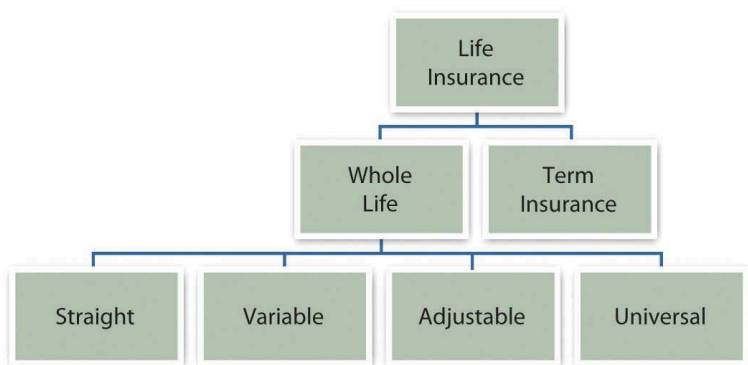 Life
Insurance
Whole
Life
Term
Insurance
Straight
Variable
Adjustable
Universal